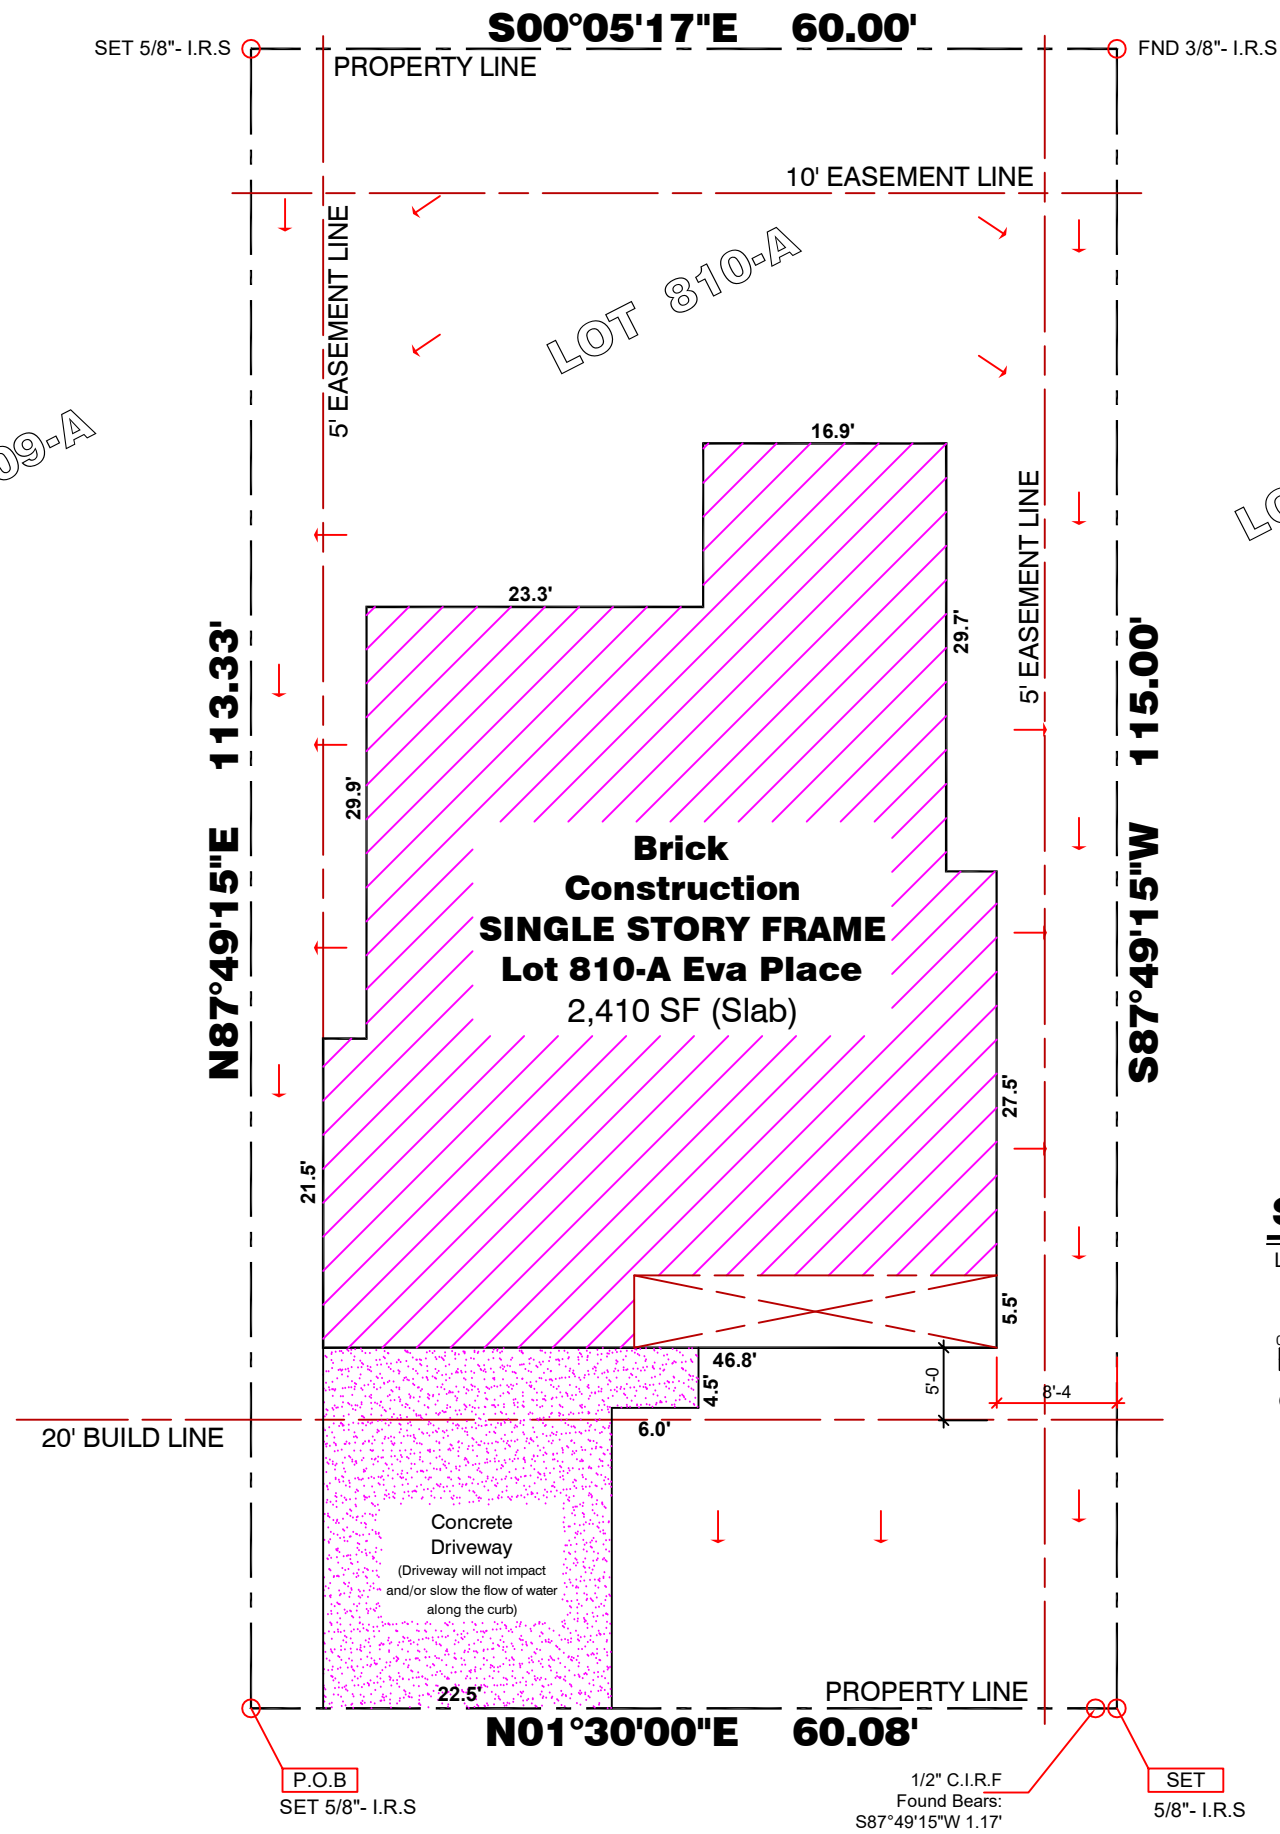 S00°05'17"E 60.00'
SET 5/8"- I.R.S
FND 3/8"- I.R.S
PROPERTY LINE
10' EASEMENT LINE
5' EASEMENT LINE
LOT 810-A
09-A
16.9'
LO
5' EASEMENT LINE
23.3'
29.7'
N87°49'15"E 113.33'
S87°49'15"W 115.00'
29.9'
Brick
Construction
SINGLE STORY FRAME
Lot 810-A Eva Place
2,410 SF (Slab)
27.5'
21.5'
5.5'
46.8'
4.5'
5'-0
8'-4
6.0'
20' BUILD LINE
Concrete
Driveway
(Driveway will not impact
and/or slow the flow of water
along the curb)
22.5'
PROPERTY LINE
N01°30'00"E 60.08'
P.O.B
SET 5/8"- I.R.S
1/2" C.I.R.F
Found Bears:
S87°49'15"W 1.17'
SET
5/8"- I.R.S